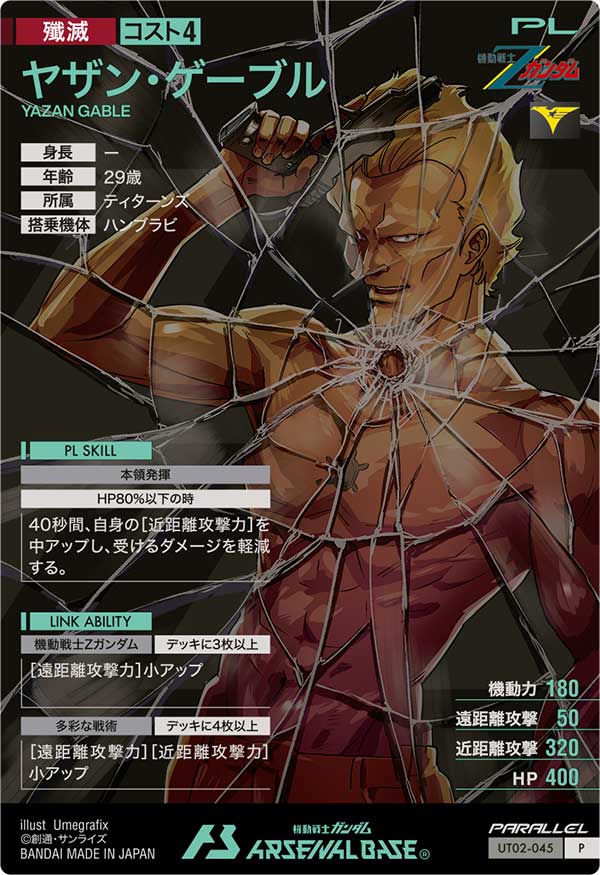 殲滅 コスト4 PL
ヤザン・ゲーブル
YAZAN GABLE
機動戦士Ζガンダム
身長 ー
年齢 29歳
所属 ティターンズ
搭乗機体 ハンブラビ
PL SKILL
本領発揮
HP80%以下の時
40秒間、自身の[近距離攻撃力]を
中アップし、受けるダメージを軽減
する。
LINK ABILITY
機動戦士Zガンダム デッキに3枚以上
[遠距離攻撃力]小アップ
多彩な戦術 デッキに4枚以上
[遠距離攻撃力][近距離攻撃力]
小アップ
機動力 180
遠距離攻撃 50
近距離攻撃 320
HP 400
illust Umegrafix
©創通・サンライズ
BANDAI MADE IN JAPAN
機動戦士ガンダム
AB ARSENAL BASE®
PARALLEL
UT02-045 P